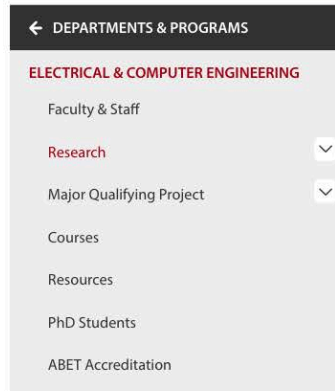 ← DEPARTMENTS & PROGRAMS
ELECTRICAL & COMPUTER ENGINEERING
Faculty & Staff
Research
Major Qualifying Project
Courses
Resources
PhD Students
ABET Accreditation